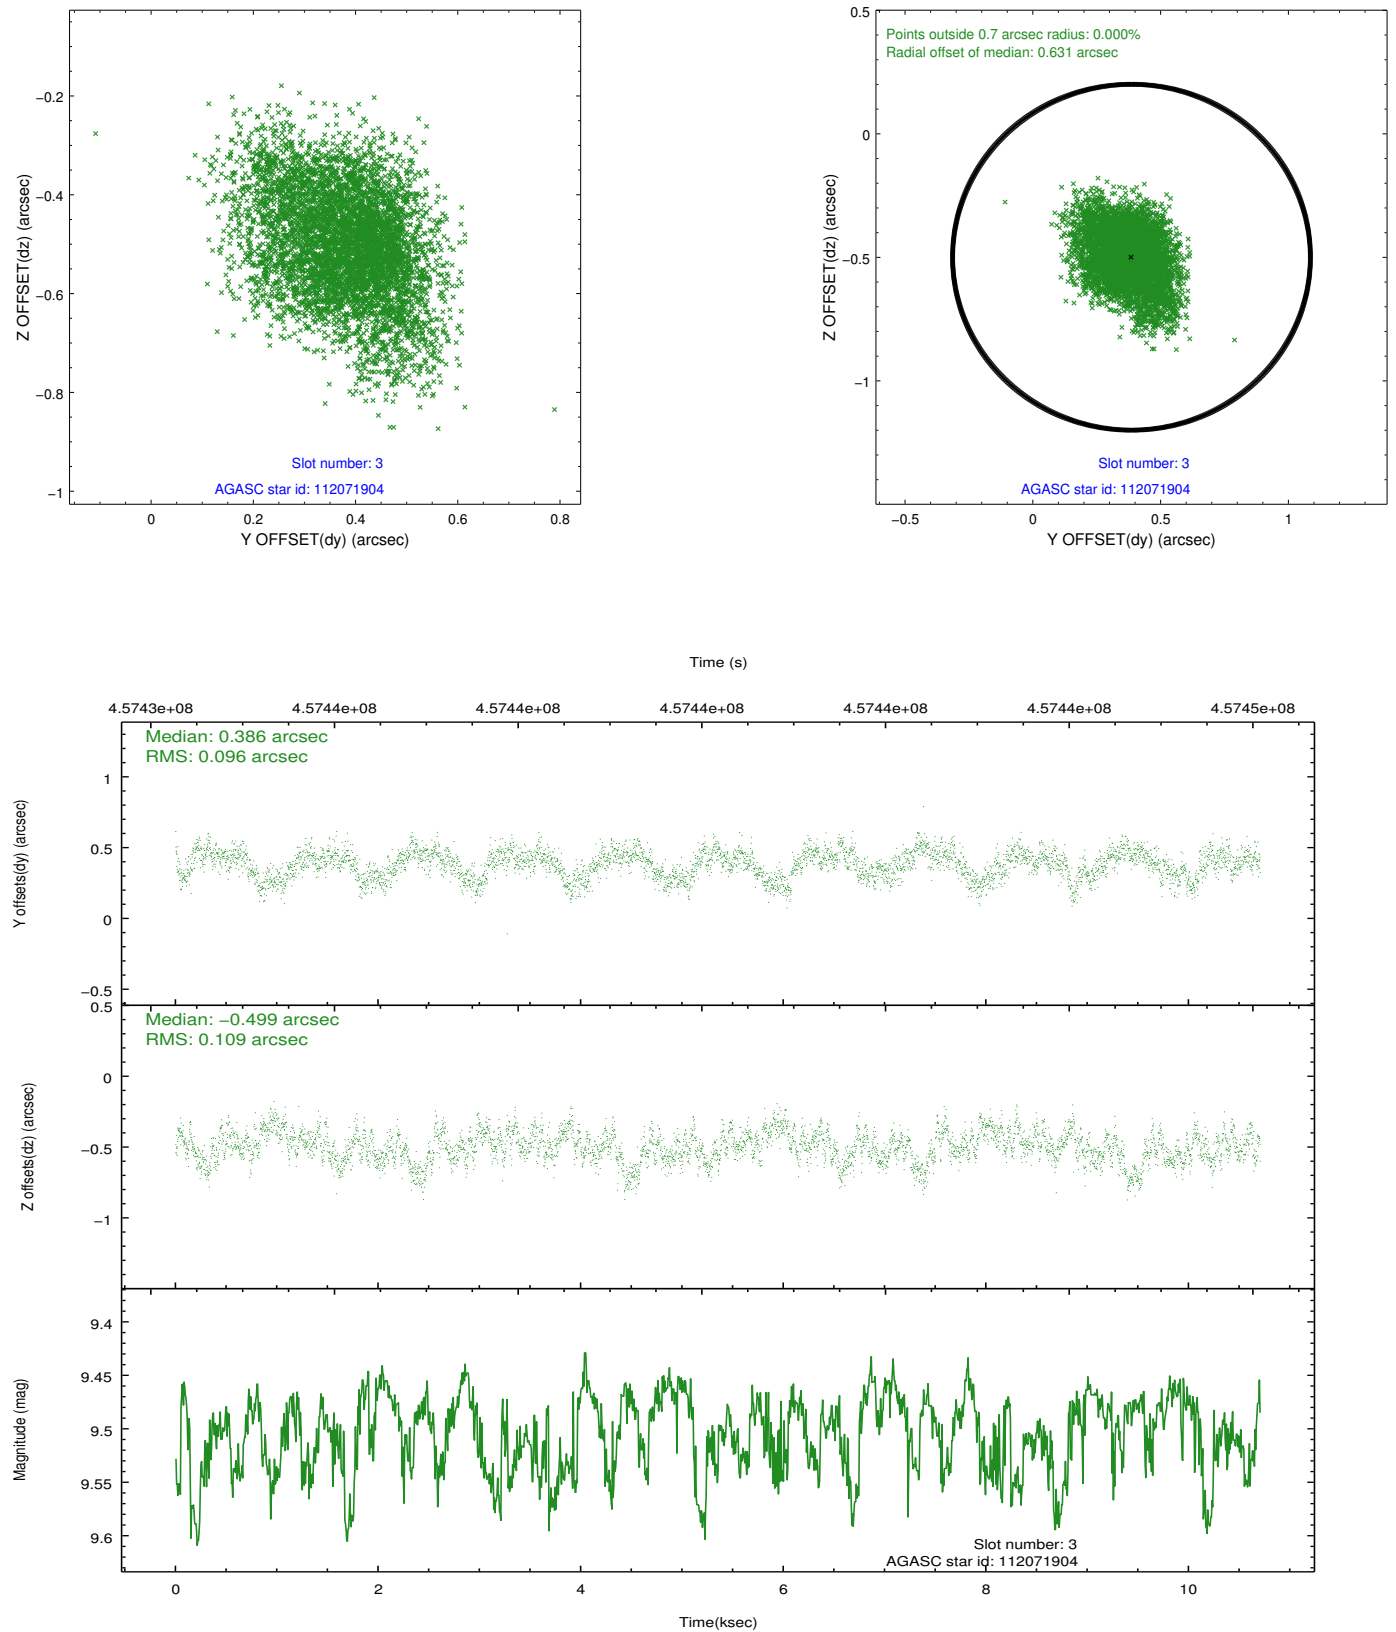 −0.2
−0.4
−0.6
−0.8
−1
Z OFFSET(dz) (arcsec)
Slot number: 3
AGASC star id: 112071904
0
0.2
0.4
0.6
0.8
Y OFFSET(dy) (arcsec)
Points outside 0.7 arcsec radius: 0.000%
Radial offset of median: 0.631 arcsec
0.5
0
−0.5
−1
Z OFFSET(dz) (arcsec)
Slot number: 3
AGASC star id: 112071904
−0.5
0
0.5
1
Y OFFSET(dy) (arcsec)
Time (s)
4.5743e+08
4.5744e+08
4.5744e+08
4.5744e+08
4.5744e+08
4.5744e+08
4.5745e+08
Median: 0.386 arcsec
RMS: 0.096 arcsec
1
0.5
0
−0.5
Y offsets(dy) (arcsec)
Median: −0.499 arcsec
RMS: 0.109 arcsec
0.5
0
−0.5
−1
Z offsets(dz) (arcsec)
9.4
9.45
9.5
9.55
9.6
Magnitude (mag)
Slot number: 3
AGASC star id: 112071904
0
2
4
6
8
10
Time(ksec)